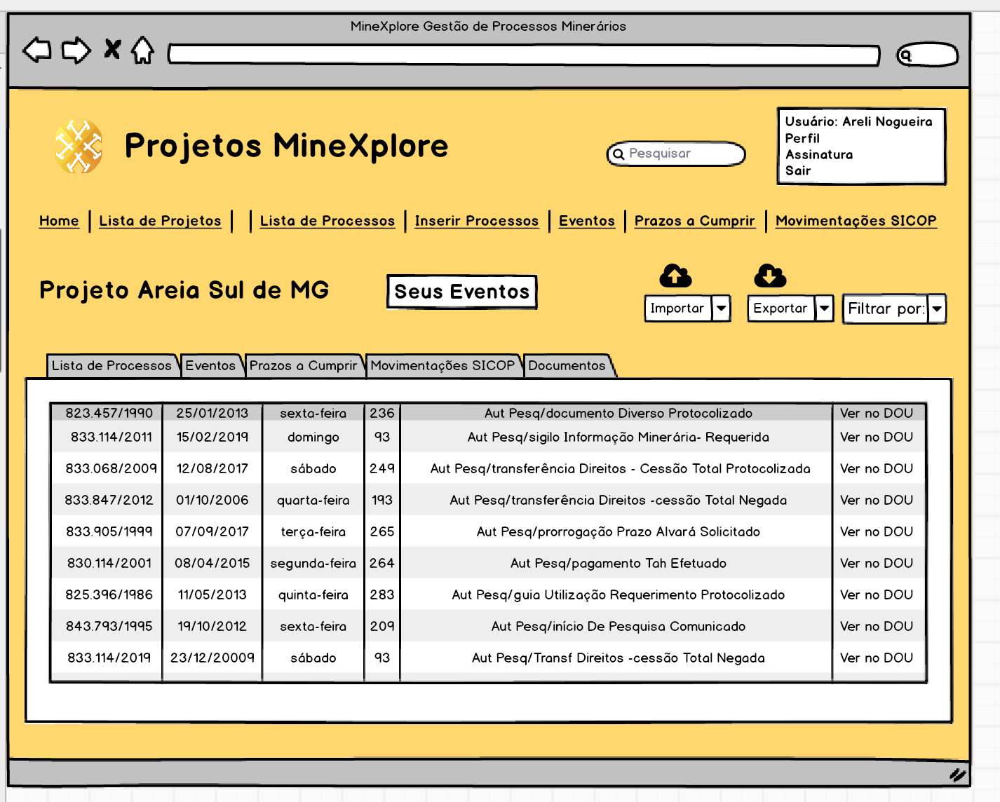 MineXplore Gestão de Processos Minerários
Projetos MineXplore
Pesquisar
Usuário: Areli Nogueira
Perfil
Assinatura
Sair
Home | Lista de Projetos | | Lista de Processos | Inserir Processos | Eventos | Prazos a Cumprir | Movimentações SICOP
Projeto Areia Sul de MG
Seus Eventos
Importar
Exportar
Filtrar por:
Lista de Processos Eventos Prazos a Cumprir Movimentações SICOP Documentos
823.457/1990 25/01/2013 sexta-feira 236 Aut Pesq/documento Diverso Protocolizado Ver no DOU
833.114/2011 15/02/2019 domingo 93 Aut Pesq/sigilo Informação Minerária- Requerida Ver no DOU
833.068/2009 12/08/2017 sábado 249 Aut Pesq/transferência Direitos - Cessão Total Protocolizada Ver no DOU
833.847/2012 01/10/2006 quarta-feira 193 Aut Pesq/transferência Direitos -cessão Total Negada Ver no DOU
833.905/1999 07/09/2017 terça-feira 265 Aut Pesq/prorrogação Prazo Alvará Solicitado Ver no DOU
830.114/2001 08/04/2015 segunda-feira 264 Aut Pesq/pagamento Tah Efetuado Ver no DOU
825.396/1986 11/05/2013 quinta-feira 283 Aut Pesq/guia Utilização Requerimento Protocolizado Ver no DOU
843.793/1995 19/10/2012 sexta-feira 209 Aut Pesq/início De Pesquisa Comunicado Ver no DOU
833.114/2019 23/12/20009 sábado 93 Aut Pesq/Transf Direitos -cessão Total Negada Ver no DOU